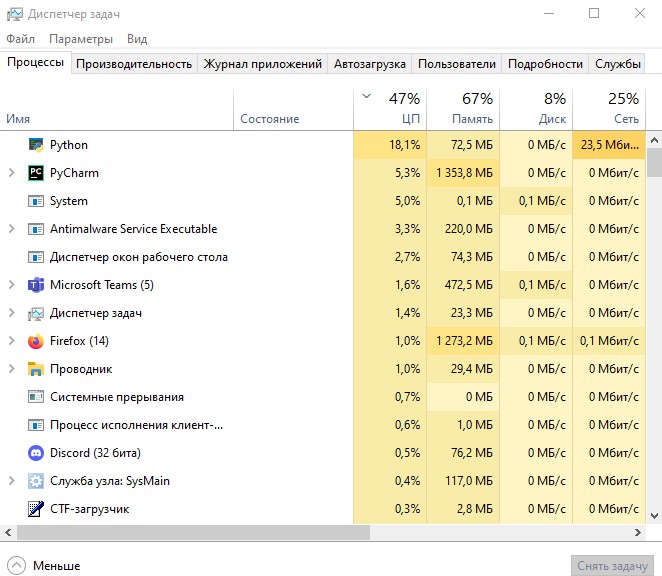 Диспетчер задач
Файл Параметры Вид
Процессы Производительность Журнал приложений Автозагрузка Пользователи Подробности Службы
47% 67% 8% 25%
Имя Состояние ЦП Память Диск Сеть
Python 18,1% 72,5 МБ 0 МБ/с 23,5 Мби...
PC PyCharm 5,3% 1 353,8 МБ 0 МБ/с 0 Мбит/с
System 5,0% 0,1 МБ 0,1 МБ/с 0 Мбит/с
Antimalware Service Executable 3,3% 220,0 МБ 0 МБ/с 0 Мбит/с
Диспетчер окон рабочего стола 2,7% 74,3 МБ 0 МБ/с 0 Мбит/с
Microsoft Teams (5) 1,6% 472,5 МБ 0,1 МБ/с 0 Мбит/с
Диспетчер задач 1,4% 23,3 МБ 0 МБ/с 0 Мбит/с
Firefox (14) 1,0% 1 273,2 МБ 0,1 МБ/с 0,1 Мбит/с
Проводник 1,0% 29,4 МБ 0 МБ/с 0 Мбит/с
Системные прерывания 0,7% 0 МБ 0 МБ/с 0 Мбит/с
Процесс исполнения клиент-... 0,6% 1,0 МБ 0 МБ/с 0 Мбит/с
Discord (32 бита) 0,5% 76,2 МБ 0 МБ/с 0 Мбит/с
Служба узла: SysMain 0,4% 117,0 МБ 0 МБ/с 0 Мбит/с
CTF-загрузчик 0,3% 2,8 МБ 0 МБ/с 0 Мбит/с
Меньше Снять задачу